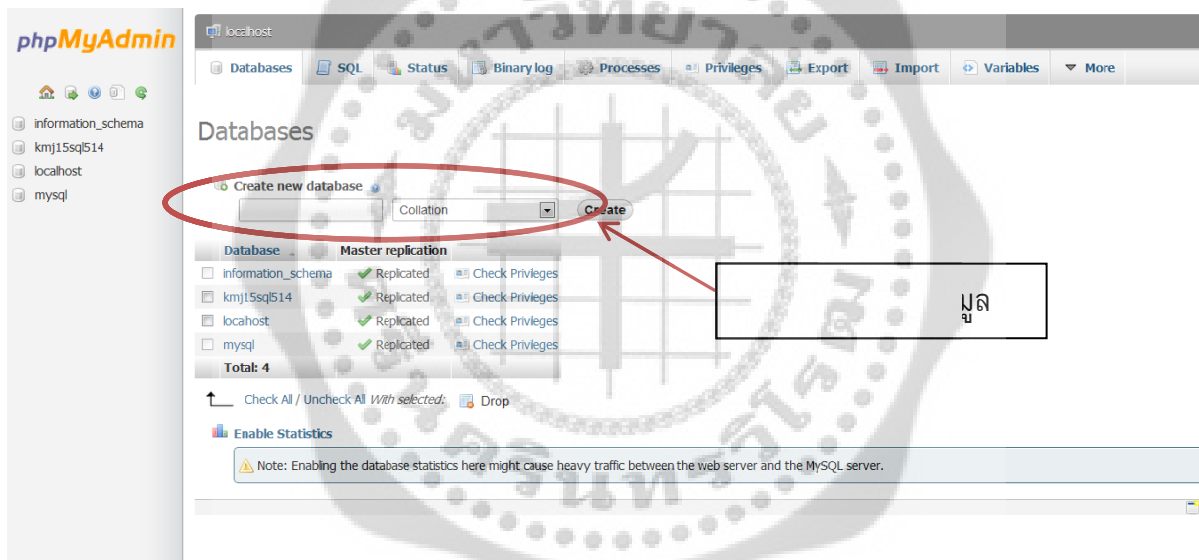 phpMyAdmin
information_schema
kmj15sql514
localhost
mysql
localhost
Databases SQL Status Binary log Processes Privileges Export Import Variables More
Databases
Create new database
Collation Create
Database Master replication
information_schema Replicated Check Privileges
kmj15sql514 Replicated Check Privileges
locahost Replicated Check Privileges
mysql Replicated Check Privileges
Total: 4
Check All / Uncheck All With selected: Drop
Enable Statistics
Note: Enabling the database statistics here might cause heavy traffic between the web server and the MySQL server.
มูล